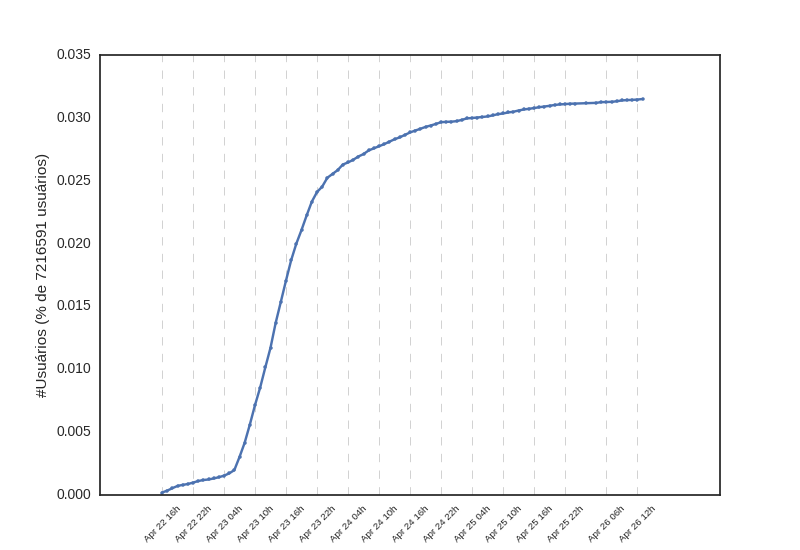 0.035
0.030
0.025
0.020
0.015
0.010
0.005
0.000
#Usuários (% de 7216591 usuários)
Apr 22 16h
Apr 22 22h
Apr 23 04h
Apr 23 10h
Apr 23 16h
Apr 23 22h
Apr 24 04h
Apr 24 10h
Apr 24 16h
Apr 24 22h
Apr 25 04h
Apr 25 10h
Apr 25 16h
Apr 25 22h
Apr 26 06h
Apr 26 12h